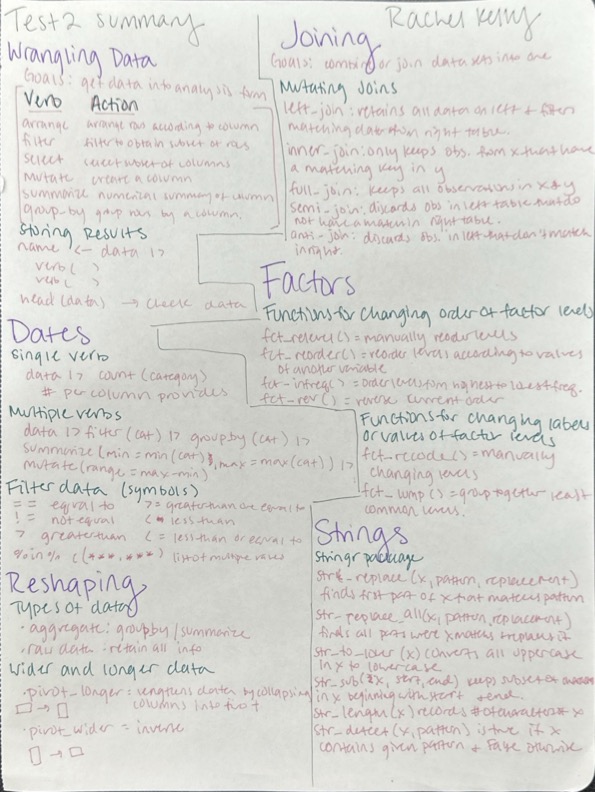 Test 2 summary
Rachel Kelly
Wrangling Data
Goals: get data into analysis form
Verb Action
arrange arrange rows according to column
filter filter to obtain subset of rows
select select subset of columns
mutate create a column
summarize numerical summary of column
group_by group rows by a column.
Storing Results
name <- data |>
verb( )
verb( )
head(data) → check data
Dates
Single verb
data |> count (category)
# per column provides
Multiple verbs
data |> filter (cat) |> groupby (cat) |>
summarize (min = min(cat), max = max(cat)) |>
mutate(range = max-min)
Filter data (symbols)
== equal to >= greater than or equal to
!= not equal < less than
> greater than <= less than or equal to
%in% c(***, ***) list of multiple values
Reshaping
Types of data
· aggregate: groupby/summarize
· raw data: retain all info
Wider and longer data
· pivot_longer: lengthens data by collapsing
columns into two +
□ → ▯
· pivot_wider = inverse
▯ → □
Joining
Goals: combine or join data sets into one
Mutating Joins
left_join: retains all data on left + filters
matching data from right table.
inner_join: only keeps obs. from x that have
a matching key in y
full_join: keeps all observations in x + y
semi_join: discards obs in left table that do
not have a match in right table.
anti_join: discards obs. in left that don't match
in right.
Factors
Functions for changing order of factor levels
fct_relevel() = manually reoder levels
fct_reorder() = reorder levels according to values
of another variable
fct_infreq() = order levels from highest to lowest freq.
fct_rev() = reverse current order
Functions for changing labels
or values of factor levels
fct_recode() = manually
changing levels
fct_lump() = group together least
common levels.
Strings
Stringr package
str_replace (x, pattern, replacement)
finds first part of x that matches pattern
str_replace_all(x, pattern, replacement)
finds all parts were x matches + replaces it
str_to_lower (x) converts all uppercase
in x to lowercase
str_sub(x, start, end) keeps subset of
in x beginning with start + end.
str_length(x) records # of characters x
str_detect (x, pattern) is true if x
contains given pattern + False otherwise